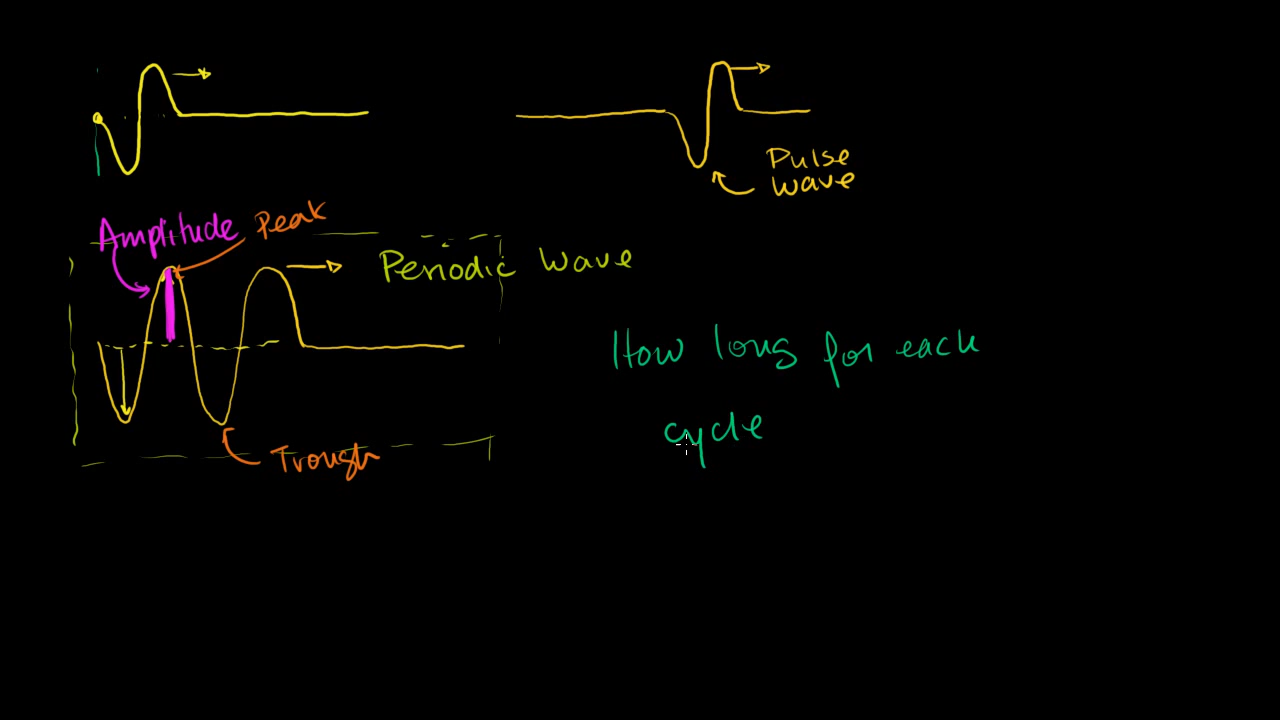 Pulse
wave
Amplitude
Peak
Periodic Wave
How long for each
cycle
Trough